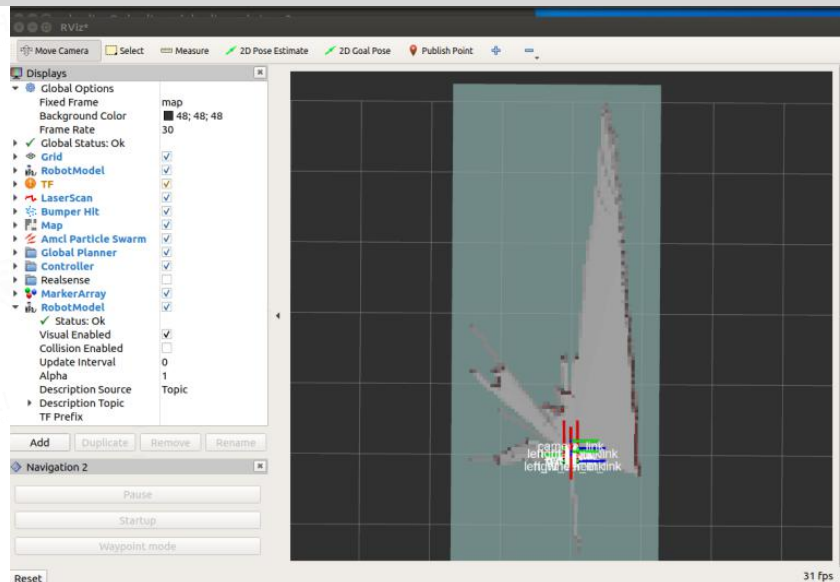 RViz*
Move Camera Select Measure 2D Pose Estimate 2D Goal Pose Publish Point
Displays
Global Options
Fixed Frame map
Background Color 48; 48; 48
Frame Rate 30
Global Status: Ok
Grid
RobotModel
TF
LaserScan
Bumper Hit
Map
Amcl Particle Swarm
Global Planner
Controller
Realsense
MarkerArray
RobotModel
Status: Ok
Visual Enabled
Collision Enabled
Update Interval 0
Alpha 1
Description Source Topic
Description Topic
TF Prefix
Add Duplicate Remove Rename
Navigation 2
Pause
Startup
Waypoint mode
Reset 31 fps